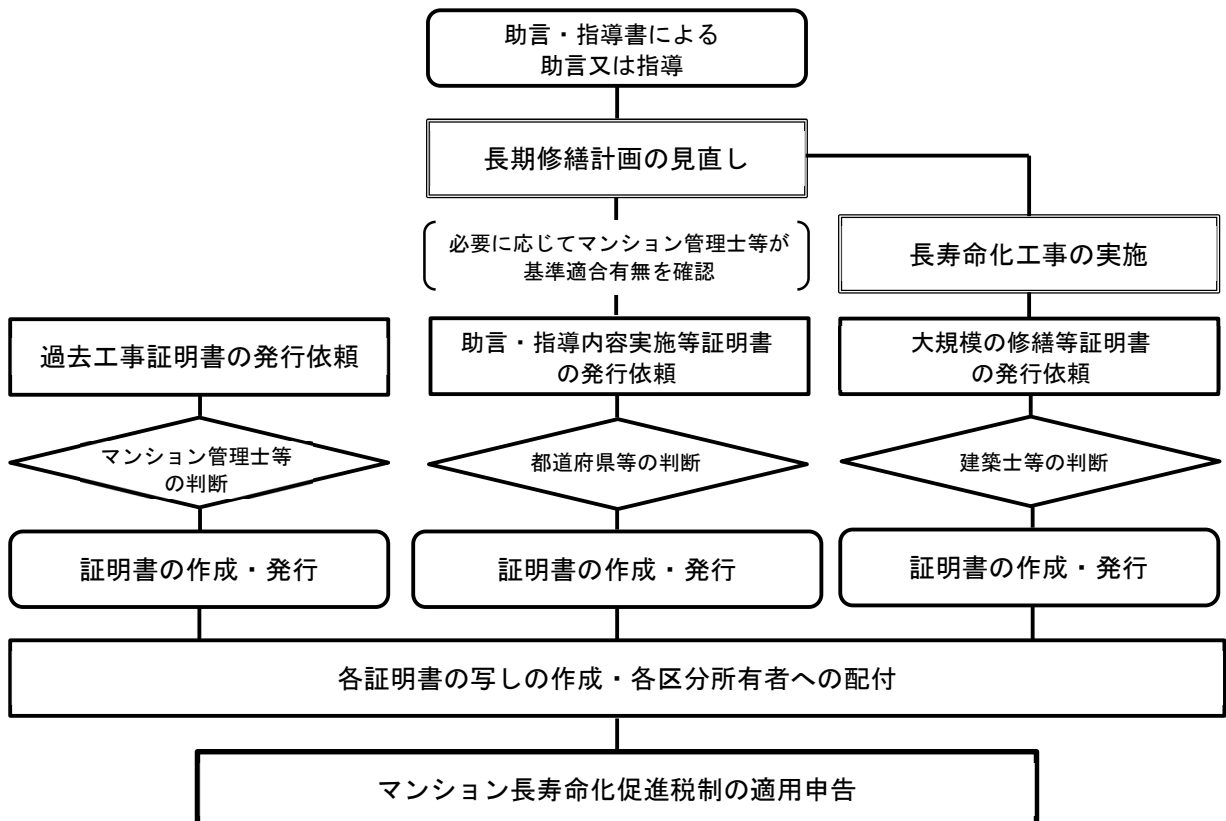 助言・指導書による
助言又は指導
長期修繕計画の見直し
必要に応じてマンション管理士等が
基準適合有無を確認
長寿命化工事の実施
過去工事証明書の発行依頼
助言・指導内容実施等証明書
の発行依頼
大規模の修繕等証明書
の発行依頼
マンション管理士等
の判断
都道府県等の判断
建築士等の判断
証明書の作成・発行
証明書の作成・発行
証明書の作成・発行
各証明書の写しの作成・各区分所有者への配付
マンション長寿命化促進税制の適用申告